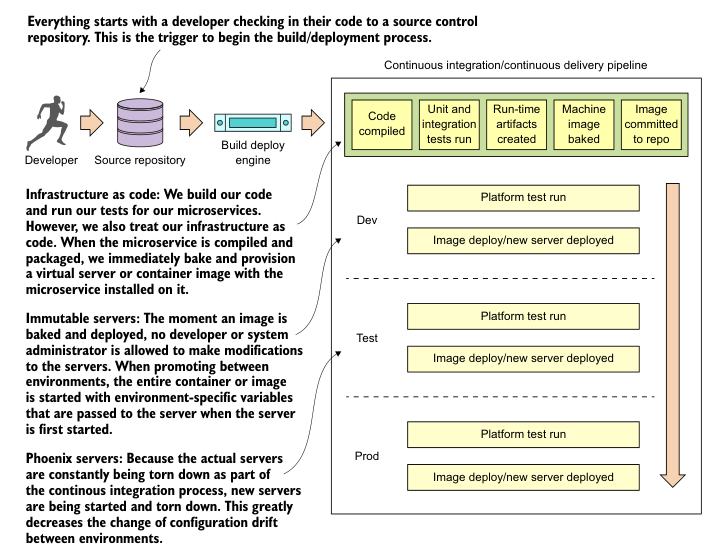 Everything starts with a developer checking in their code to a source control
repository. This is the trigger to begin the build/deployment process.
Continuous integration/continuous delivery pipeline
Developer
Source repository
Build deploy
engine
Code
compiled
Unit and
integration
tests run
Run-time
artifacts
created
Machine
image
baked
Image
committed
to repo
Infrastructure as code: We build our code
and run our tests for our microservices.
However, we also treat our infrastructure as
code. When the microservice is compiled and
packaged, we immediately bake and provision
a virtual server or container image with the
microservice installed on it.
Immutable servers: The moment an image is
baked and deployed, no developer or system
administrator is allowed to make modifications
to the servers. When promoting between
environments, the entire container or image
is started with environment-specific variables
that are passed to the server when the server
is first started.
Phoenix servers: Because the actual servers
are constantly being torn down as part of
the continous integration process, new servers
are being started and torn down. This greatly
decreases the change of configuration drift
between environments.
Dev
Platform test run
Image deploy/new server deployed
Test
Platform test run
Image deploy/new server deployed
Prod
Platform test run
Image deploy/new server deployed